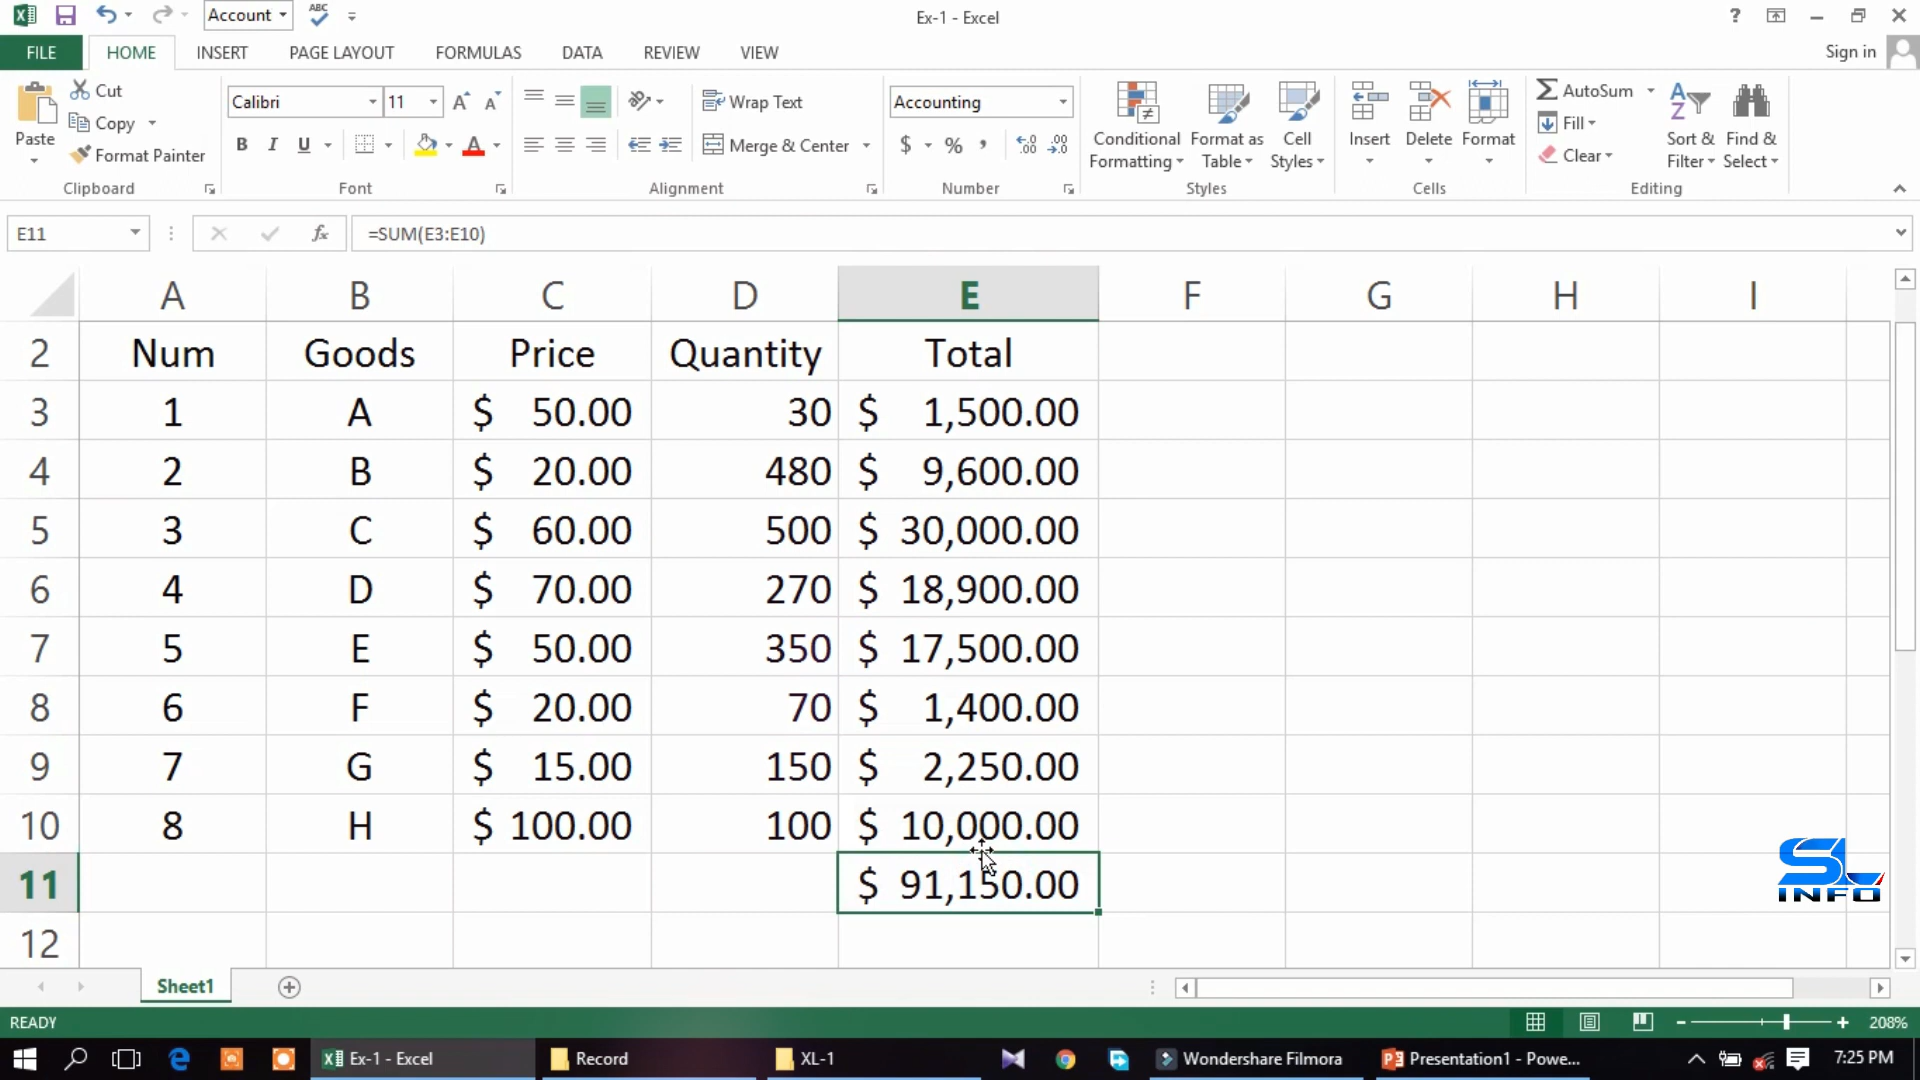 Account
ABC
Ex-1 - Excel
?
FILE
HOME
INSERT
PAGE LAYOUT
FORMULAS
DATA
REVIEW
VIEW
Sign in
Paste
Cut
Copy
Format Painter
Clipboard
Calibri
11
B I U
Font
Wrap Text
Merge & Center
Alignment
Accounting
$ % ,
Number
Conditional Formatting
Format as Table
Cell Styles
Styles
Insert
Delete
Format
Cells
AutoSum
Fill
Clear
Sort & Filter
Find & Select
Editing
E11
fx
=SUM(E3:E10)
A B C D E F G H I
2 Num Goods Price Quantity Total
3 1 A $ 50.00 30 $ 1,500.00
4 2 B $ 20.00 480 $ 9,600.00
5 3 C $ 60.00 500 $ 30,000.00
6 4 D $ 70.00 270 $ 18,900.00
7 5 E $ 50.00 350 $ 17,500.00
8 6 F $ 20.00 70 $ 1,400.00
9 7 G $ 15.00 150 $ 2,250.00
10 8 H $ 100.00 100 $ 10,000.00
11 $ 91,150.00
12
SL
INFO
Sheet1
READY
208%
Ex-1 - Excel
Record
XL-1
Wondershare Filmora
Presentation1 - Powe...
7:25 PM